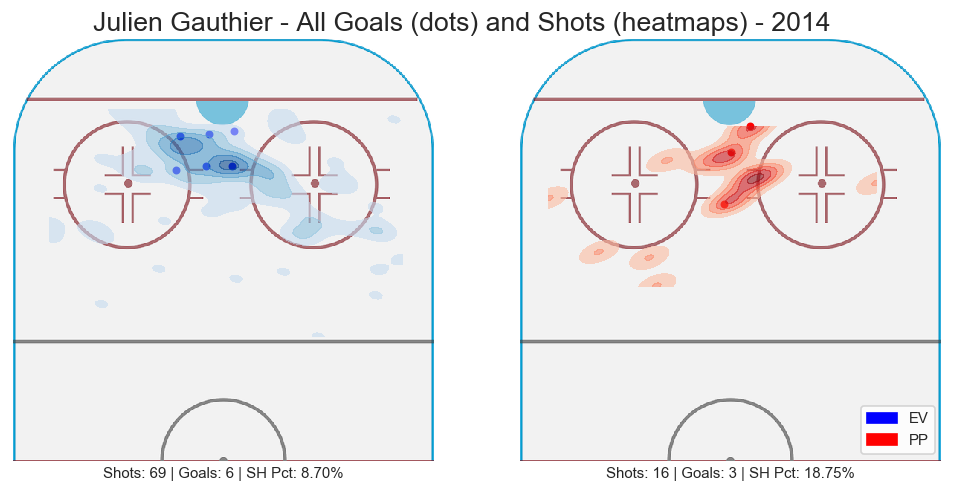 Julien Gauthier - All Goals (dots) and Shots (heatmaps) - 2014
EV
PP
Shots: 69 | Goals: 6 | SH Pct: 8.70%
Shots: 16 | Goals: 3 | SH Pct: 18.75%